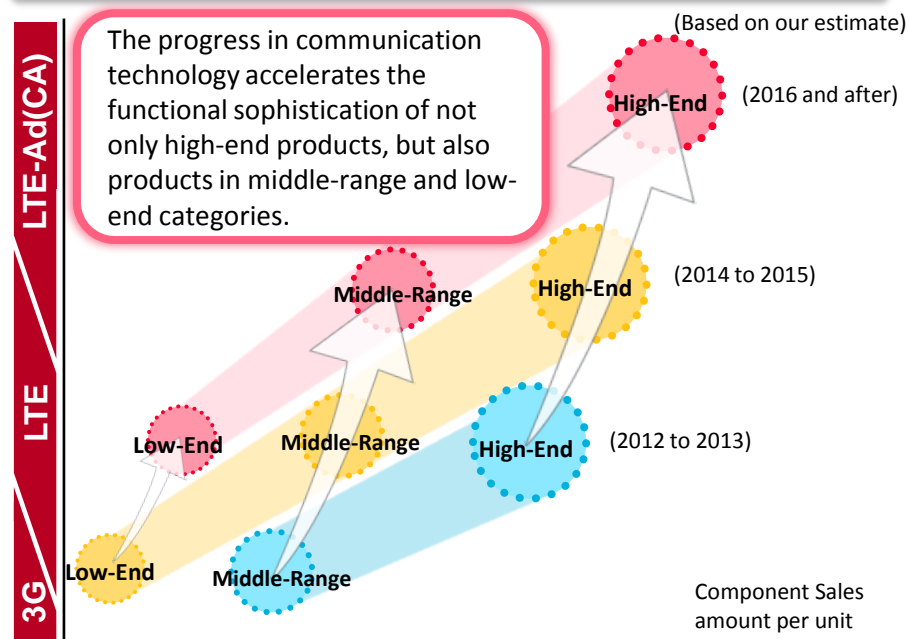 (Based on our estimate)
The progress in communication
technology accelerates the
functional sophistication of not
only high-end products, but also
products in middle-range and low-
end categories.
LTE-Ad(CA)
LTE
3G
High-End
(2016 and after)
Middle-Range
High-End
(2014 to 2015)
Low-End
Middle-Range
High-End
(2012 to 2013)
Low-End
Middle-Range
Component Sales
amount per unit